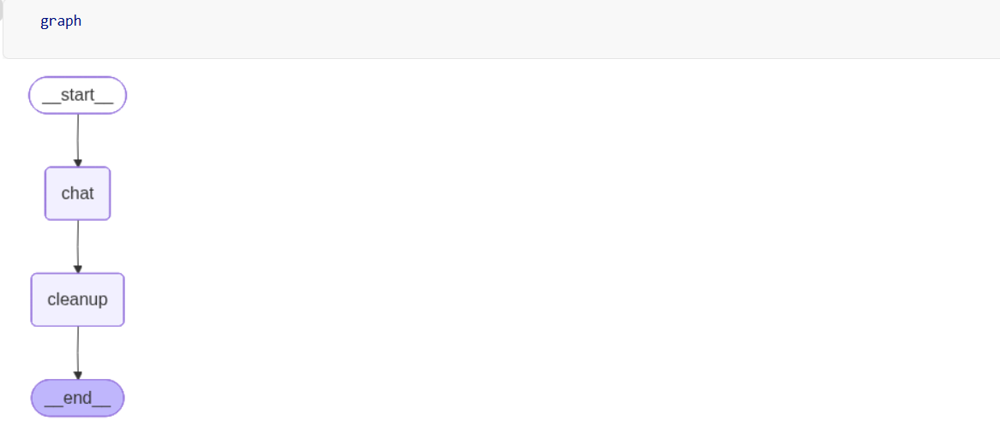 graph
__start__
chat
cleanup
__end__